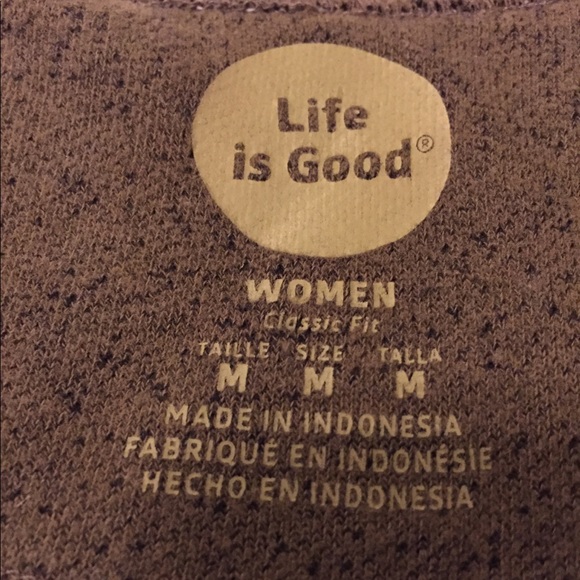 Life
is Good®
WOMEN
Classic Fit
TAILLE SIZE TALLA
M M M
MADE IN INDONESIA
FABRIQUÉ EN INDONÉSIE
HECHO EN INDONESIA